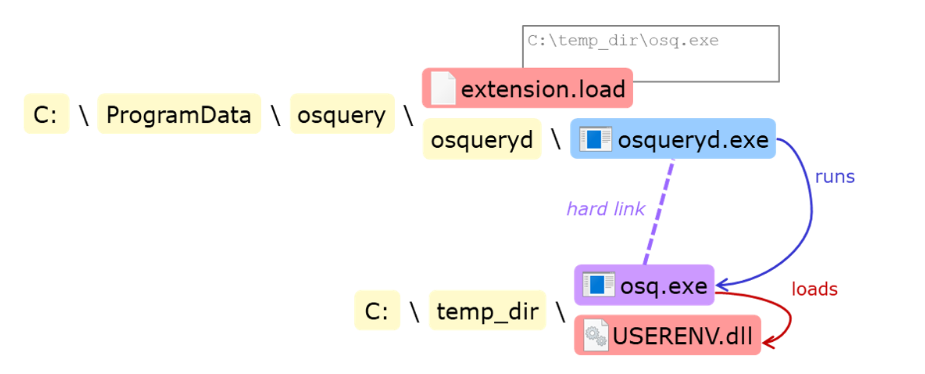 C:\temp_dir\osq.exe
extension.load
C: \ ProgramData \ osquery \
osqueryd \ osqueryd.exe
runs
hard link
osq.exe
loads
C: \ temp_dir \
USERENV.dll